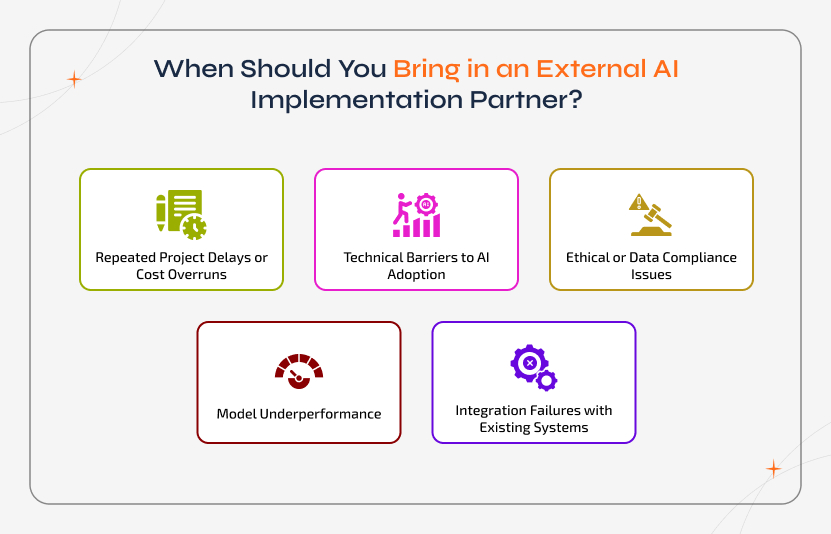 When Should You Bring in an External AI
Implementation Partner?
Repeated Project Delays or
Cost Overruns
AI
Technical Barriers to AI
Adoption
Ethical or Data Compliance
Issues
Model Underperformance
Integration Failures with
Existing Systems